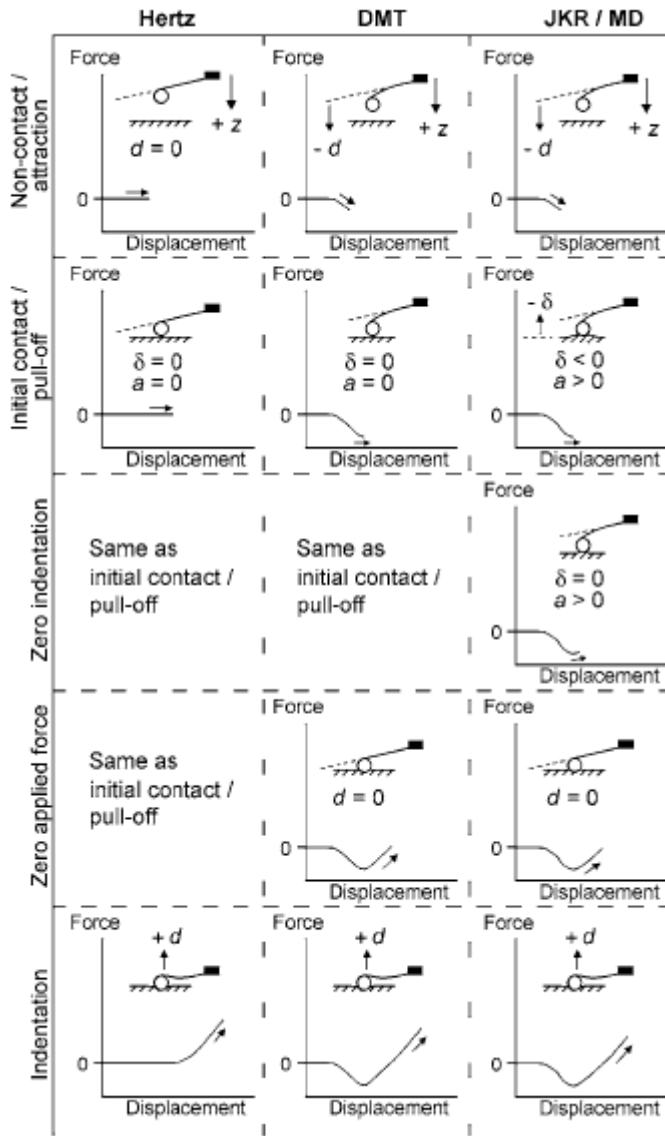 Hertz DMT JKR / MD
Non-contact /
attraction
Force
+ z
d = 0
0
Displacement
Force
- d
+ z
0
Displacement
Force
- d
+ z
0
Displacement
Initial contact /
pull-off
Force
δ = 0
a = 0
0
Displacement
Force
δ = 0
a = 0
0
Displacement
Force
- δ
δ < 0
a > 0
0
Displacement
Zero indentation
Same as
initial contact /
pull-off
Same as
initial contact /
pull-off
Force
δ = 0
a > 0
0
Displacement
Zero applied force
Same as
initial contact /
pull-off
Force
d = 0
0
Displacement
Force
d = 0
0
Displacement
Indentation
Force
+ d
0
Displacement
Force
+ d
0
Displacement
Force
+ d
0
Displacement